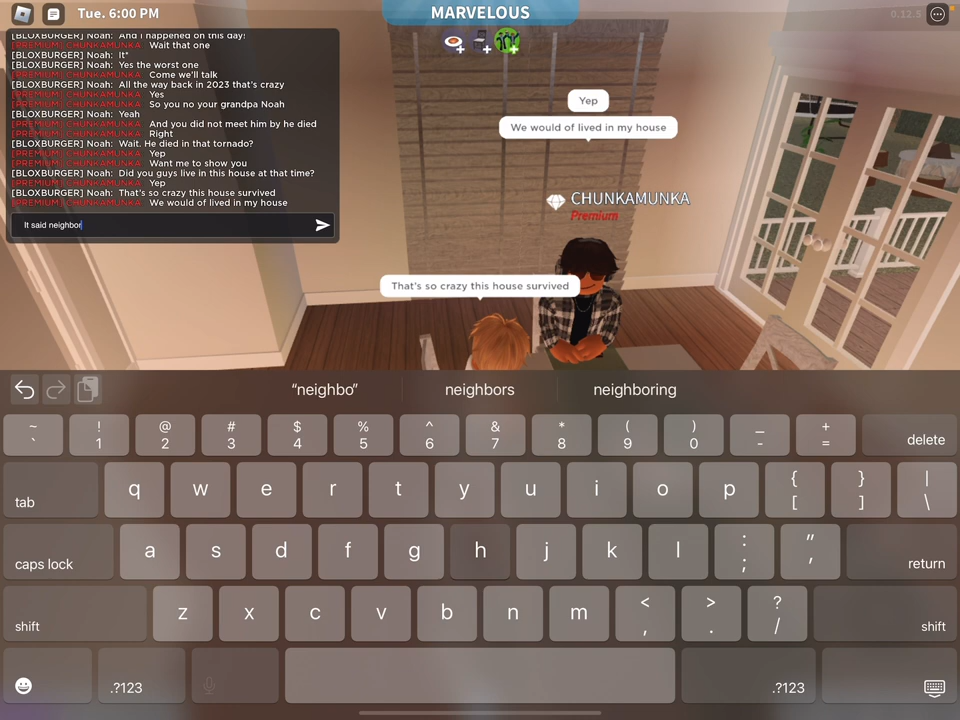 Tue. 6:00 PM
MARVELOUS
0.12.5
[BLOXBURGER] Noah: And I happened on this day!
[PREMIUM] CHUNKAMUNKA: Wait that one
[BLOXBURGER] Noah: It*
[BLOXBURGER] Noah: Yes the worst one
[PREMIUM] CHUNKAMUNKA: Come we'll talk
[BLOXBURGER] Noah: All the way back in 2023 that's crazy
[PREMIUM] CHUNKAMUNKA: Yes
[PREMIUM] CHUNKAMUNKA: So you no your grandpa Noah
[BLOXBURGER] Noah: Yeah
[PREMIUM] CHUNKAMUNKA: And you did not meet him by he died
[PREMIUM] CHUNKAMUNKA: Right
[BLOXBURGER] Noah: Wait. He died in that tornado?
[PREMIUM] CHUNKAMUNKA: Yep
[PREMIUM] CHUNKAMUNKA: Want me to show you
[BLOXBURGER] Noah: Did you guys live in this house at that time?
[PREMIUM] CHUNKAMUNKA: Yep
[BLOXBURGER] Noah: That's so crazy this house survived
[PREMIUM] CHUNKAMUNKA: We would of lived in my house
It said neighbor
Yep
We would of lived in my house
CHUNKAMUNKA
Premium
That's so crazy this house survived
"neighbo" neighbors neighboring
~ ! @ # $ % ^ & * ( ) _ +
` 1 2 3 4 5 6 7 8 9 0 - = delete
tab q w e r t y u i o p { [ } ] | \
caps lock a s d f g h j k l : ; " ' return
shift z x c v b n m < , > . ? / shift
.?123 .?123